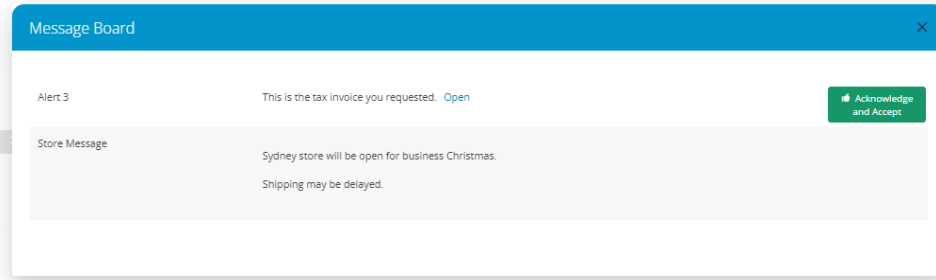 Message Board
Alert 3
This is the tax invoice you requested. Open
Acknowledge
and Accept
Store Message
Sydney store will be open for business Christmas.
Shipping may be delayed.